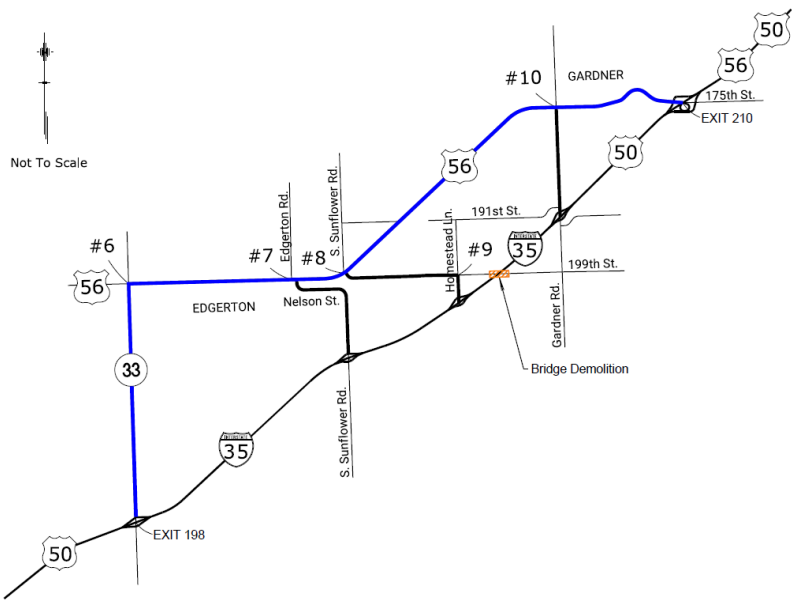 50
56
#10
GARDNER
175th St.
EXIT 210
50
Not To Scale
56
S. Sunflower Rd.
Edgerton Rd.
Homestead Ln.
191st St.
#6
#7
#8
#9
INTERSTATE
35
199th St.
56
EDGERTON
Nelson St.
Gardner Rd.
Bridge Demolition
33
S. Sunflower Rd.
INTERSTATE
35
EXIT 198
50